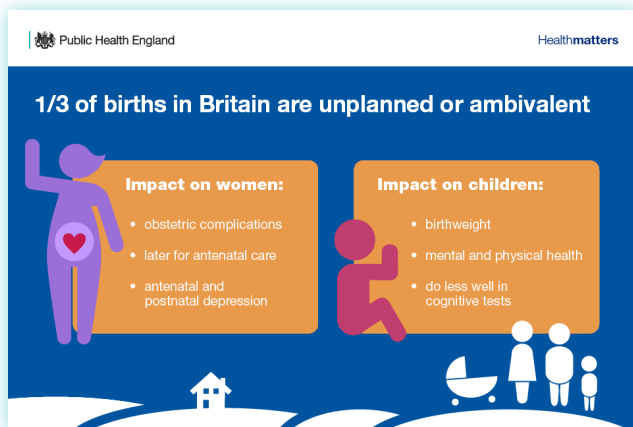 Public Health England
Healthmatters
1/3 of births in Britain are unplanned or ambivalent
Impact on women:
• obstetric complications
• later for antenatal care
• antenatal and
postnatal depression
Impact on children:
• birthweight
• mental and physical health
• do less well in
cognitive tests